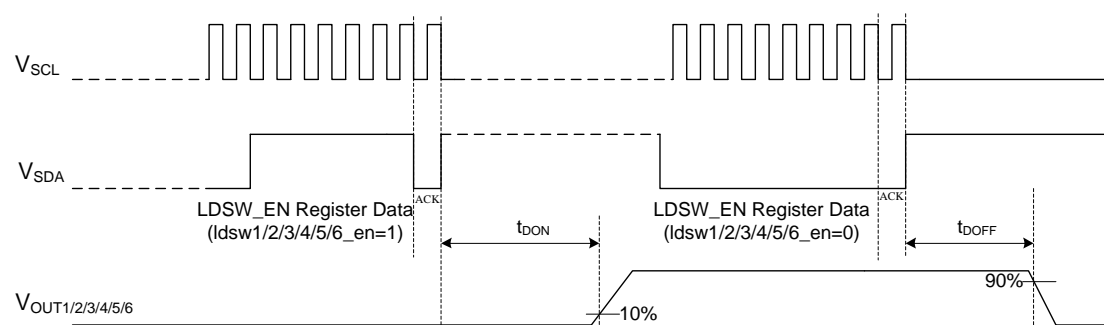 VSCL
VSDA
ACK
ACK
LDSW_EN Register Data
(ldsw1/2/3/4/5/6_en=1)
LDSW_EN Register Data
(ldsw1/2/3/4/5/6_en=0)
tDON
tDOFF
VOUT1/2/3/4/5/6
10%
90%